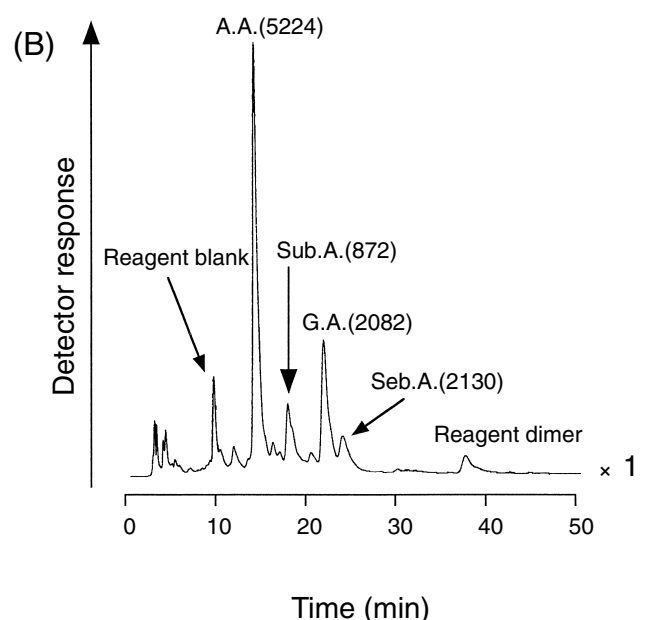 (B)
A.A.(5224)
Reagent blank
Sub.A.(872)
G.A.(2082)
Seb.A.(2130)
Reagent dimer
× 1
Detector response
0 10 20 30 40 50
Time (min)